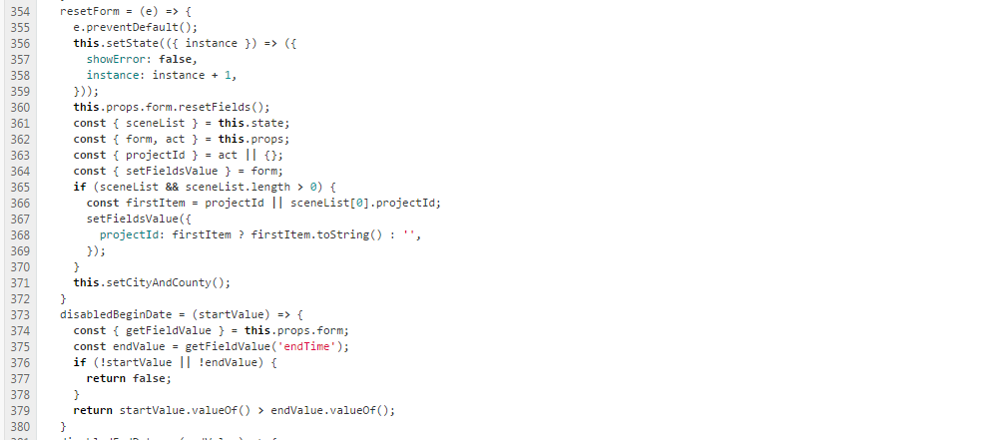 354 resetForm = (e) => {
355 e.preventDefault();
356 this.setState(({ instance }) => ({
357 showError: false,
358 instance: instance + 1,
359 }));
360 this.props.form.resetFields();
361 const { sceneList } = this.state;
362 const { form, act } = this.props;
363 const { projectId } = act || {};
364 const { setFieldsValue } = form;
365 if (sceneList && sceneList.length > 0) {
366 const firstItem = projectId || sceneList[0].projectId;
367 setFieldsValue({
368 projectId: firstItem ? firstItem.toString() : '',
369 });
370 }
371 this.setCityAndCounty();
372 }
373 disabledBeginDate = (startValue) => {
374 const { getFieldValue } = this.props.form;
375 const endValue = getFieldValue('endTime');
376 if (!startValue || !endValue) {
377 return false;
378 }
379 return startValue.valueOf() > endValue.valueOf();
380 }